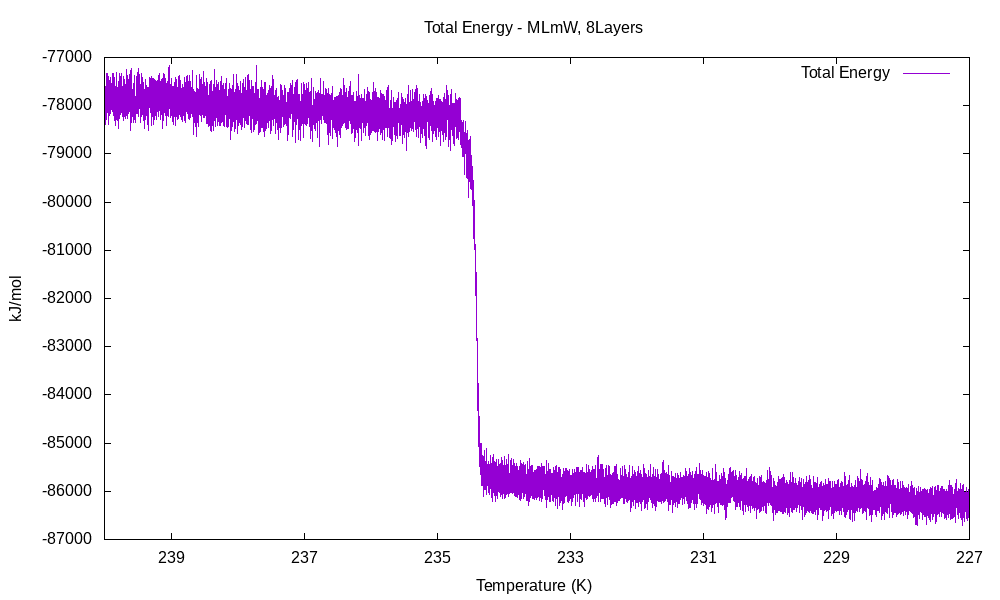 Total Energy - MLmW, 8Layers
-77000
Total Energy
-78000
-79000
-80000
-81000
-82000
kJ/mol
-83000
-84000
-85000
-86000
-87000
239 237 235 233 231 229 227
Temperature (K)